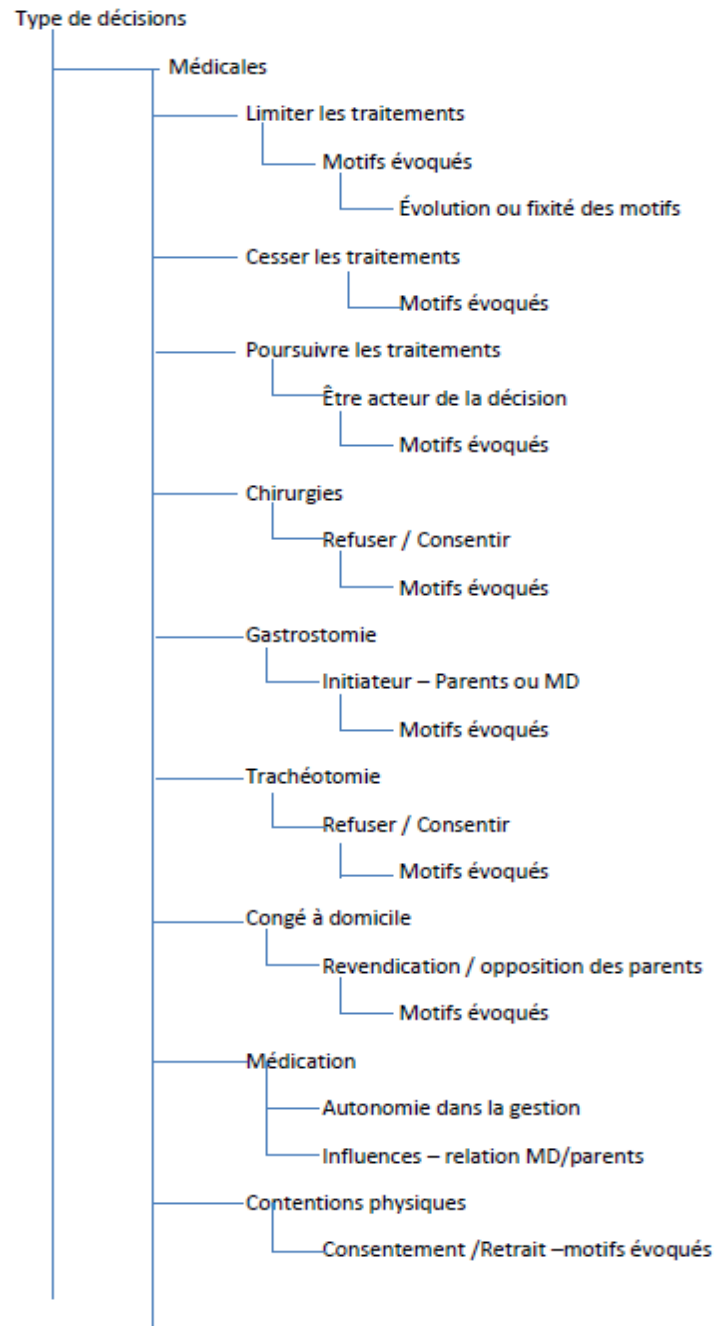 Type de décisions
Médicales
Limiter les traitements
Motifs évoqués
Évolution ou fixité des motifs
Cesser les traitements
Motifs évoqués
Poursuivre les traitements
Être acteur de la décision
Motifs évoqués
Chirurgies
Refuser / Consentir
Motifs évoqués
Gastrostomie
Initiateur – Parents ou MD
Motifs évoqués
Trachéotomie
Refuser / Consentir
Motifs évoqués
Congé à domicile
Revendication / opposition des parents
Motifs évoqués
Médication
Autonomie dans la gestion
Influences – relation MD/parents
Contentions physiques
Consentement /Retrait –motifs évoqués